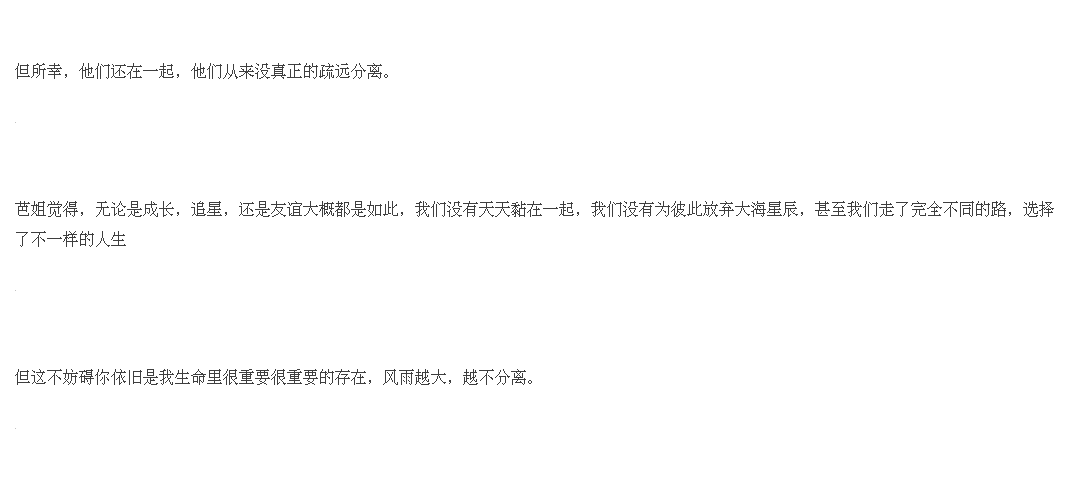 但所幸，他们还在一起，他们从来没真正的疏远分离。
芭姐觉得，无论是成长，追星，还是友谊大概都是如此，我们没有天天黏在一起，我们没有为彼此放弃大海星辰，甚至我们走了完全不同的路，选择
了不一样的人生
但这不妨碍你依旧是我生命里很重要很重要的存在，风雨越大，越不分离。